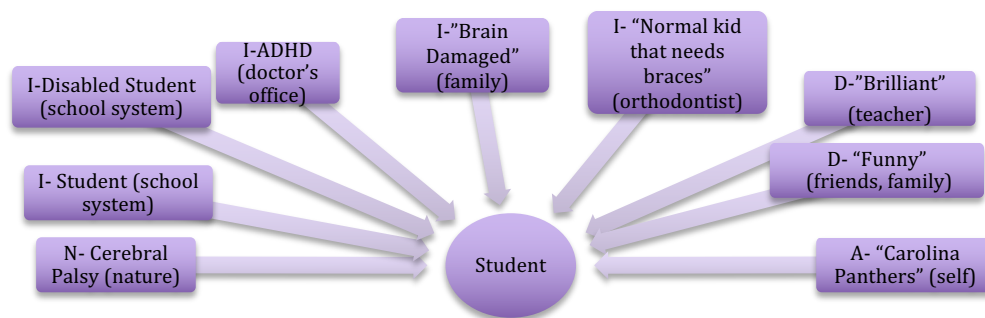 I-Disabled Student
(school system)
I-ADHD
(doctor's
office)
I-"Brain
Damaged"
(family)
I- "Normal kid
that needs
braces"
(orthodontist)
D-"Brilliant"
(teacher)
D- "Funny"
(friends, family)
A- "Carolina
Panthers" (self)
I- Student (school
system)
N- Cerebral
Palsy (nature)
Student